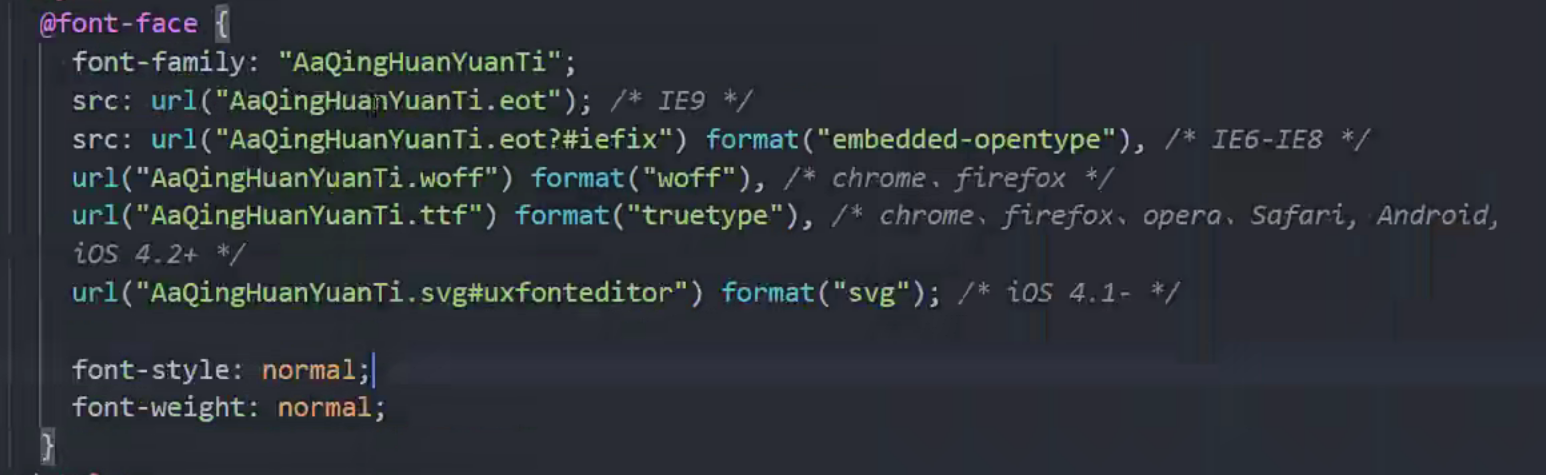 @font-face {
font-family: "AaQingHuanYuanTi";
src: url("AaQingHuanYuanTi.eot"); /* IE9 */
src: url("AaQingHuanYuanTi.eot?#iefix") format("embedded-opentype"), /* IE6-IE8 */
url("AaQingHuanYuanTi.woff") format("woff"), /* chrome、firefox */
url("AaQingHuanYuanTi.ttf") format("truetype"), /* chrome、firefox、opera、Safari, Android,
iOS 4.2+ */
url("AaQingHuanYuanTi.svg#uxfonteditor") format("svg"); /* iOS 4.1- */
font-style: normal;
font-weight: normal;
}